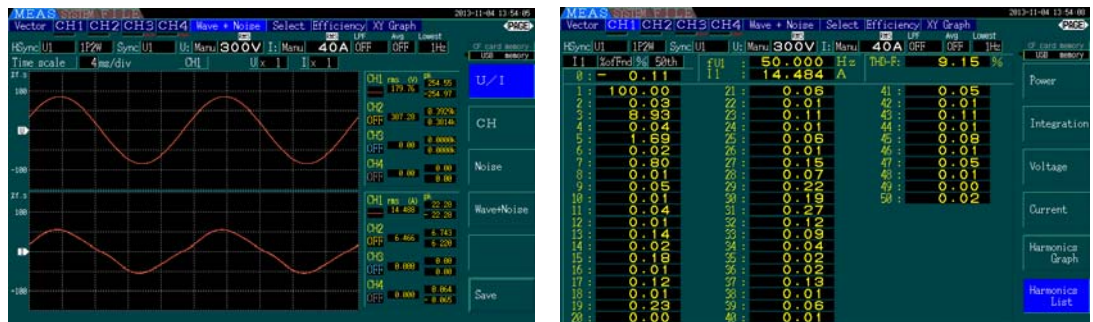 MEAS SYSTEM FILE 2013-11-04 13:54:05
Vector CH1 CH2 CH3 CH4 Wave + Noise Select Efficiency XY Graph PAGE
rms LPF Avg Lowest
HSync U1 1P2W Sync U1 U: Manu 300V I: Manu 40A OFF OFF 1Hz
CF card memory
USB memory
Time scale 4ms/div CH1 U x 1 I x 1
U/I
CH
Noise
Wave+Noise
Save
100
-100
CH1 rms (V) pk
179.76 254.55
-254.97
CH2
OFF 307.28 0.3929k
0.3014k
CH3
OFF 0.00 0.0000k
0.0000k
CH4
OFF 0.00 0.00
0.00
100
-100
CH1 rms (A) pk
14.488 22.28
- 22.28
CH2
OFF 6.466 6.743
6.220
CH3
OFF 0.000 0.00
0.00
CH4
OFF 0.000 0.064
- 0.065
MEAS SYSTEM FILE 2013-11-04 13:54:00
Vector CH1 CH2 CH3 CH4 Wave + Noise Select Efficiency XY Graph PAGE
rms LPF Avg Lowest
HSync U1 1P2W Sync U1 U: Manu 300V I: Manu 40A OFF OFF 1Hz
CF card memory
USB memory
I1 %ofFnd % 50th fU1 : 50.000 Hz THD-F: 9.15 %
0: - 0.11 I1 : 14.484 A
1: 100.00 21: 0.06 41: 0.05
2: 0.03 22: 0.01 42: 0.01
3: 8.93 23: 0.11 43: 0.11
4: 0.04 24: 0.01 44: 0.01
5: 1.69 25: 0.06 45: 0.08
6: 0.02 26: 0.01 46: 0.01
7: 0.80 27: 0.15 47: 0.05
8: 0.01 28: 0.07 48: 0.01
9: 0.05 29: 0.22 49: 0.00
10: 0.01 30: 0.19 50: 0.02
11: 0.04 31: 0.27
12: 0.01 32: 0.12
13: 0.14 33: 0.09
14: 0.02 34: 0.04
15: 0.18 35: 0.02
16: 0.01 36: 0.02
17: 0.12 37: 0.13
18: 0.01 38: 0.01
19: 0.23 39: 0.06
20: 0.00 40: 0.01
Power
Integration
Voltage
Current
Harmonics
Graph
Harmonics
List